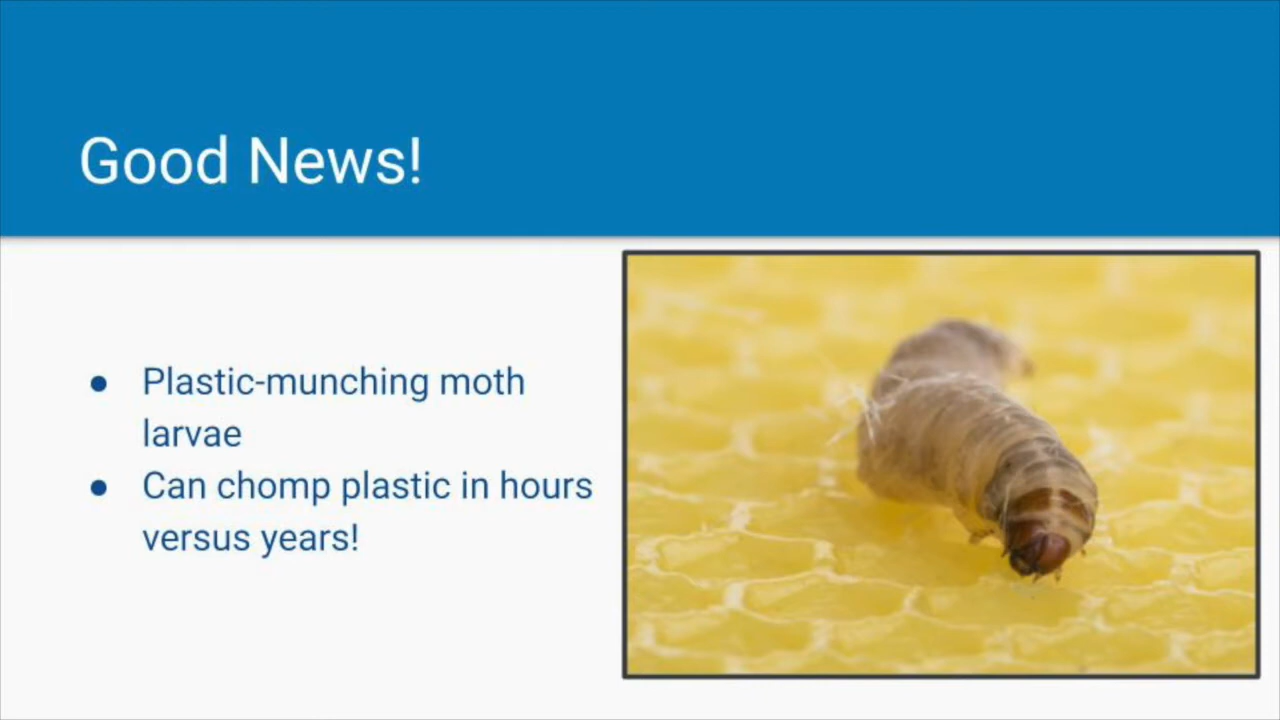 Good News!
● Plastic-munching moth
larvae
● Can chomp plastic in hours
versus years!